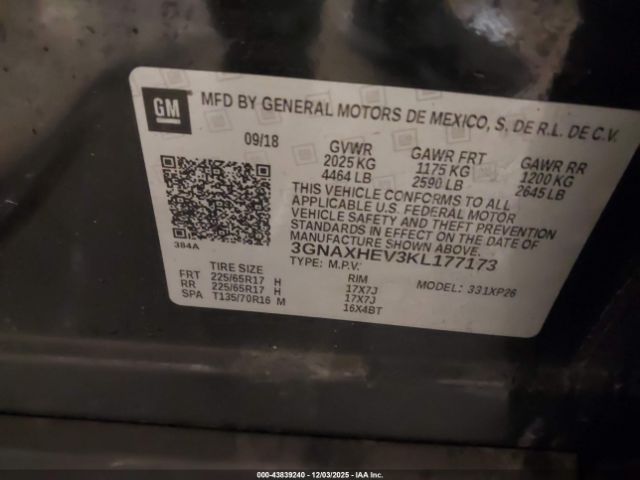 GM MFD BY GENERAL MOTORS DE MEXICO, S. DE R.L. DE C.V.
09/18 GVWR GAWR FRT GAWR RR
2025 KG 1175 KG 1200 KG
4464 LB 2590 LB 2645 LB
THIS VEHICLE CONFORMS TO ALL
APPLICABLE U.S. FEDERAL MOTOR
VEHICLE SAFETY AND THEFT PREVENTION
STANDARDS IN EFFECT ON THE DATE OF
MANUFACTURE SHOWN ABOVE.
384A
3GNAXHEV3KL177173
TYPE: M.P.V. MODEL: 331XP26
TIRE SIZE RIM
FRT 225/65R17 H 17X7J
RR 225/65R17 H 17X7J
SPA T135/70R16 M 16X4BT
000-43839240 - 12/03/2025 - IAA Inc.